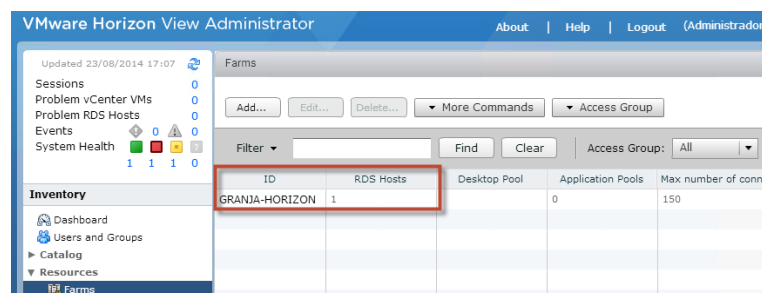 VMware Horizon View Administrator
About | Help | Logout (Administrador
Updated 23/08/2014 17:07
Sessions 0
Problem vCenter VMs 0
Problem RDS Hosts 0
Events 0 0
System Health
1 1 1 0
Inventory
Dashboard
Users and Groups
Catalog
Resources
Farms
Farms
Add... Edit... Delete... More Commands Access Group
Filter Find Clear Access Group: All
ID RDS Hosts Desktop Pool Application Pools Max number of conn
GRANJA-HORIZON 1 0 150